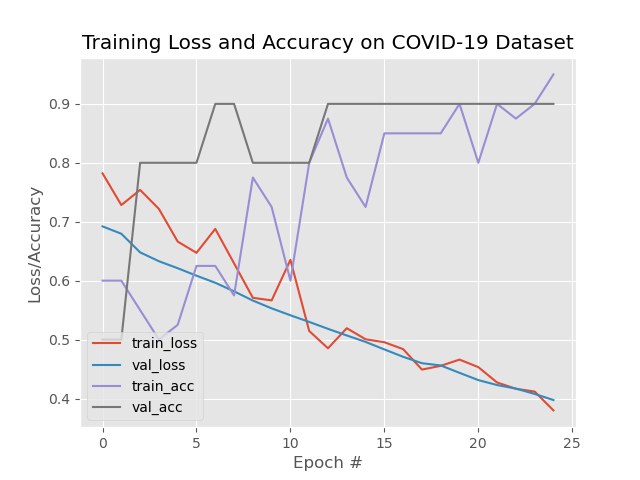 Training Loss and Accuracy on COVID-19 Dataset
0.9
0.8
0.7
0.6
0.5
0.4
Loss/Accuracy
train_loss
val_loss
train_acc
val_acc
0 5 10 15 20 25
Epoch #